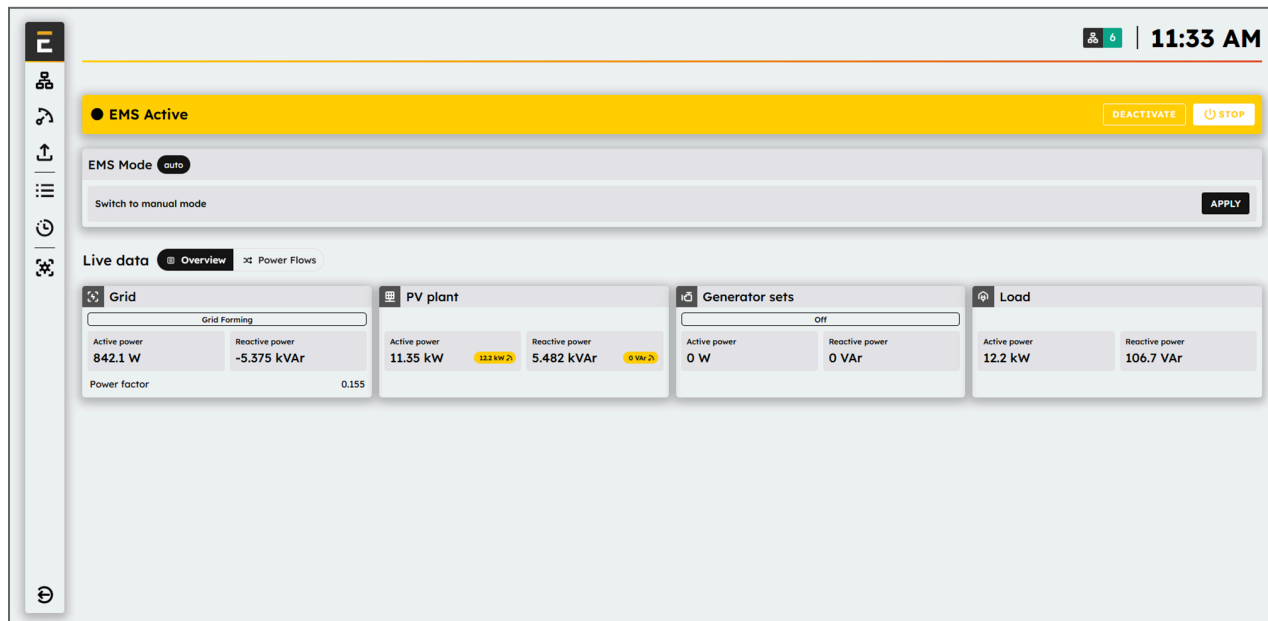 6 11:33 AM
EMS Active DEACTIVATE STOP
EMS Mode auto
Switch to manual mode APPLY
Live data Overview Power Flows
Grid PV plant Generator sets Load
Grid Forming Off
Active power Reactive power Active power Reactive power Active power Reactive power Active power Reactive power
842.1 W -5.375 kVAr 11.35 kW 12.2 kW 5.482 kVAr 0 VAr 0 W 0 VAr 12.2 kW 106.7 VAr
Power factor 0.155